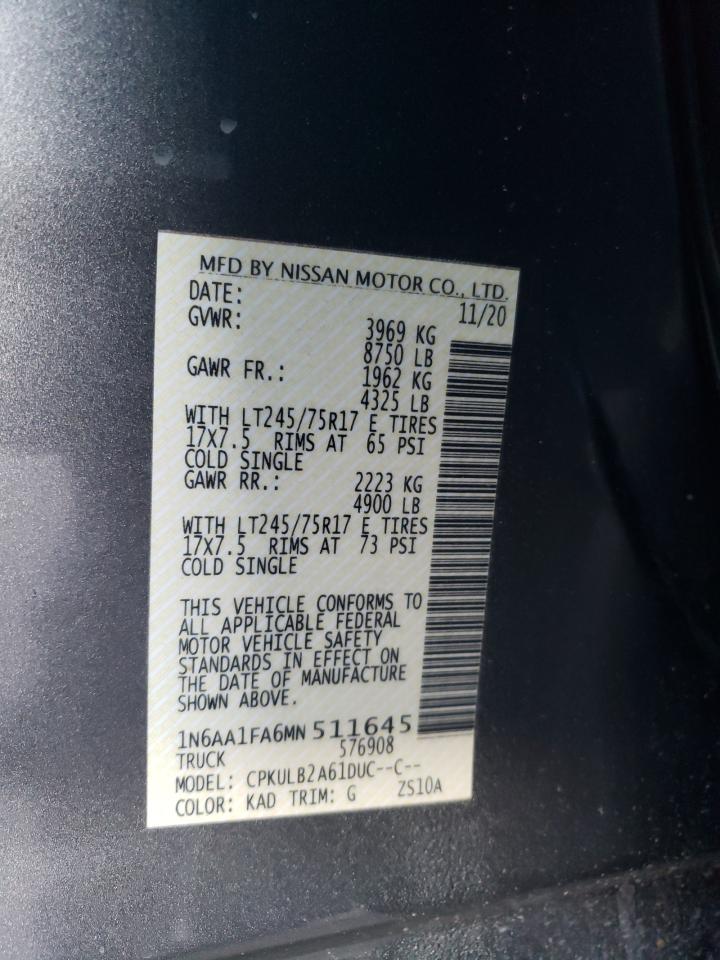 MFD BY NISSAN MOTOR CO., LTD.
DATE: 11/20
GVWR: 3969 KG
8750 LB
GAWR FR.: 1962 KG
4325 LB
WITH LT245/75R17 E TIRES
17X7.5 RIMS AT 65 PSI
COLD SINGLE
GAWR RR.: 2223 KG
4900 LB
WITH LT245/75R17 E TIRES
17X7.5 RIMS AT 73 PSI
COLD SINGLE
THIS VEHICLE CONFORMS TO
ALL APPLICABLE FEDERAL
MOTOR VEHICLE SAFETY
STANDARDS IN EFFECT ON
THE DATE OF MANUFACTURE
SHOWN ABOVE.
1N6AA1FA6MN511645
TRUCK 576908
MODEL: CPKULB2A61DUC--C--
COLOR: KAD TRIM: G ZS10A